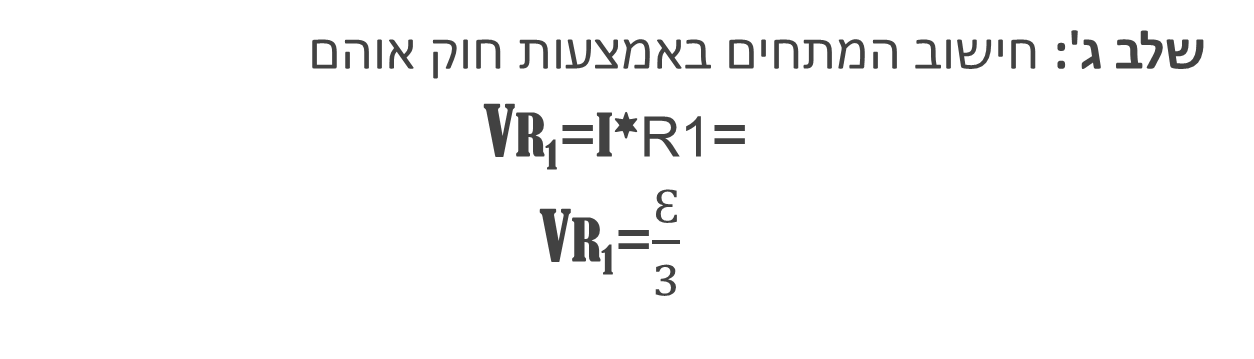 שלב ג': חישוב המתחים באמצעות חוק אוהם
VR₁=I*R1=
VR₁=ε/3